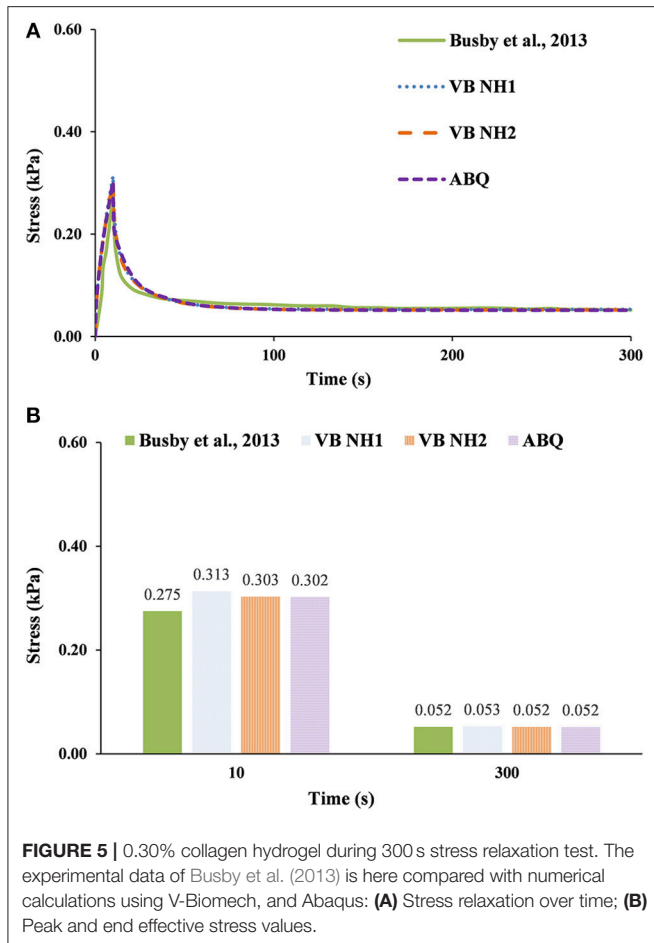 A
0.60
Busby et al., 2013
VB NH1
VB NH2
ABQ
0.40
Stress (kPa)
0.20
0.00
0
100
200
300
Time (s)
B
0.60
Busby et al., 2013 VB NH1 VB NH2 ABQ
0.40
Stress (kPa)
0.275
0.313
0.303
0.302
0.20
0.052
0.053
0.052
0.052
0.00
10
300
Time (s)
FIGURE 5 | 0.30% collagen hydrogel during 300 s stress relaxation test. The
experimental data of Busby et al. (2013) is here compared with numerical
calculations using V-Biomech, and Abaqus: (A) Stress relaxation over time; (B)
Peak and end effective stress values.